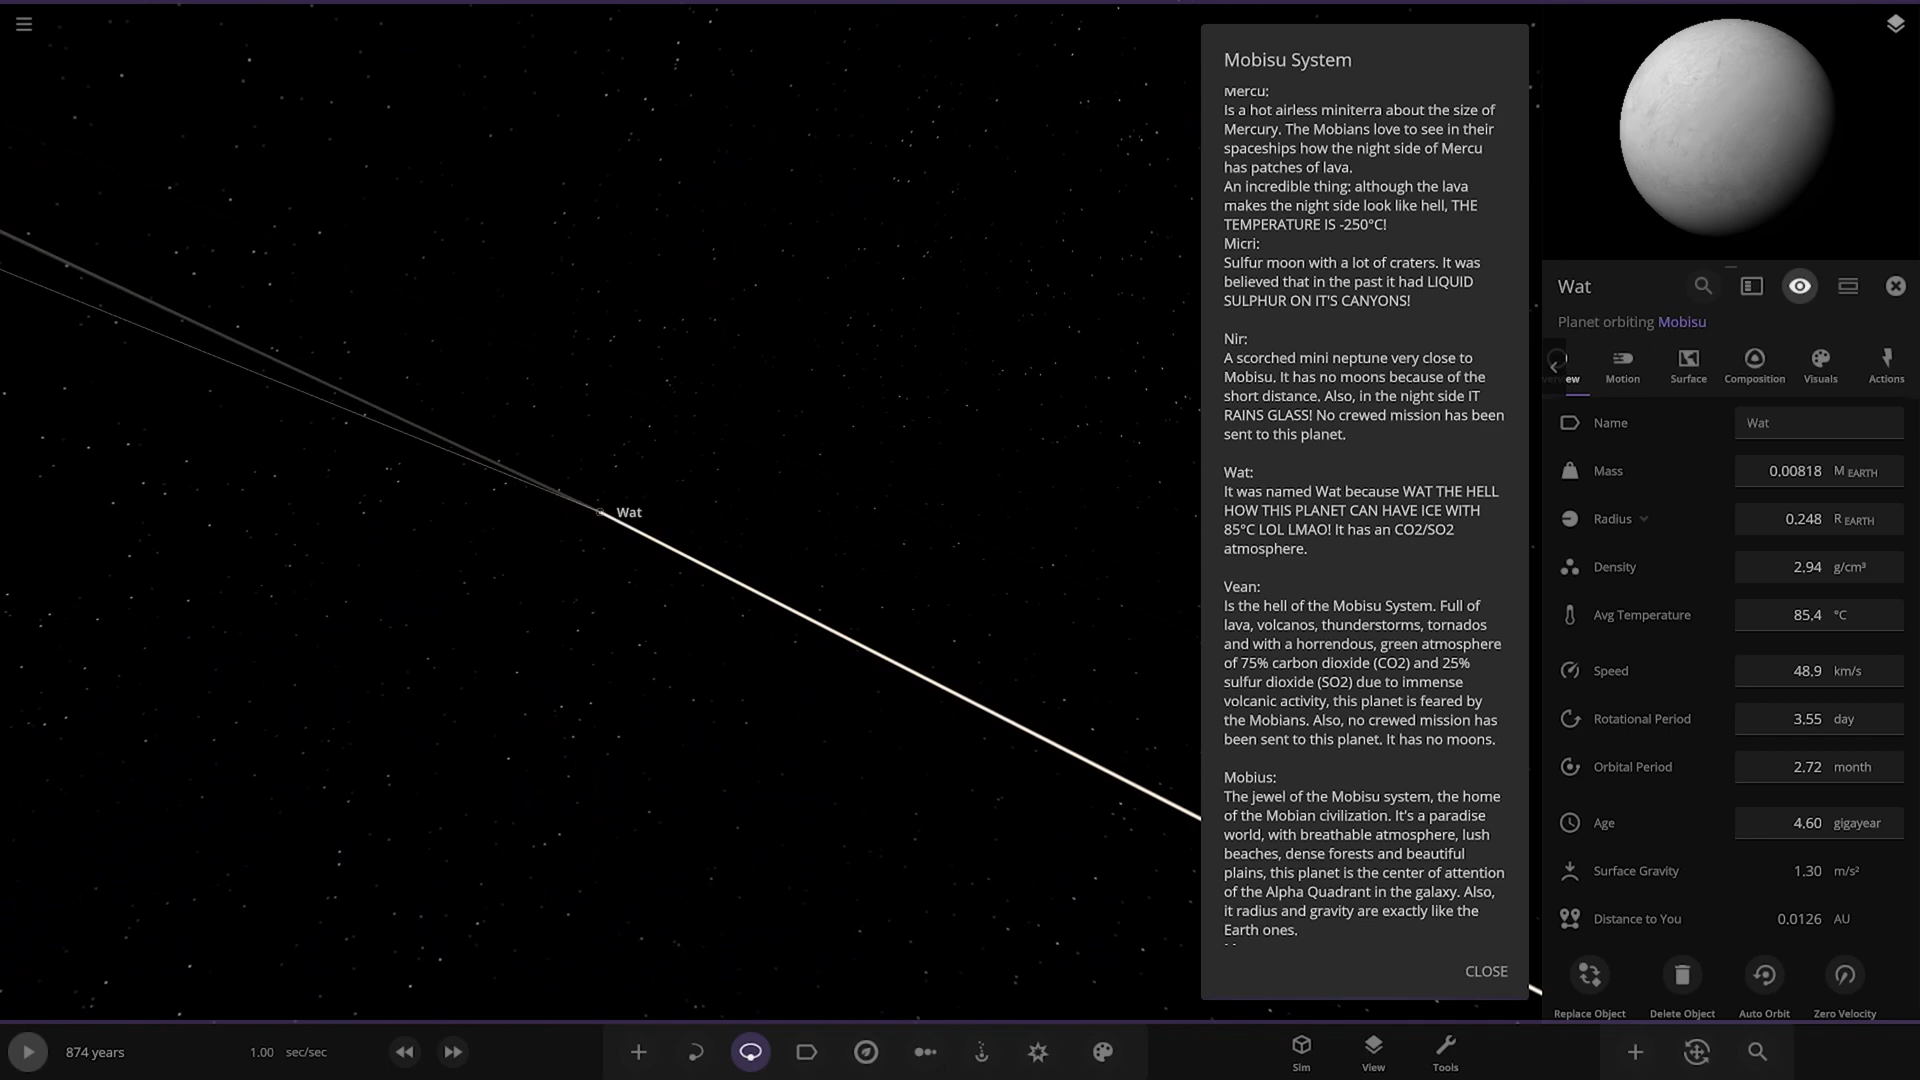 Mobisu System
Mercu:
Is a hot airless miniterra about the size of
Mercury. The Mobians love to see in their
spaceships how the night side of Mercu
has patches of lava.
An incredible thing: although the lava
makes the night side look like hell, THE
TEMPERATURE IS -250°C!
Micri:
Sulfur moon with a lot of craters. It was
believed that in the past it had LIQUID
SULPHUR ON IT'S CANYONS!
Nir:
A scorched mini neptune very close to
Mobisu. It has no moons because of the
short distance. Also, in the night side IT
RAINS GLASS! No crewed mission has been
sent to this planet.
Wat:
It was named Wat because WAT THE HELL
HOW THIS PLANET CAN HAVE ICE WITH
85°C LOL LMAO! It has an CO2/SO2
atmosphere.
Vean:
Is the hell of the Mobisu System. Full of
lava, volcanos, thunderstorms, tornados
and with a horrendous, green atmosphere
of 75% carbon dioxide (CO2) and 25%
sulfur dioxide (SO2) due to immense
volcanic activity, this planet is feared by
the Mobians. Also, no crewed mission has
been sent to this planet. It has no moons.
Mobius:
The jewel of the Mobisu system, the home
of the Mobian civilization. It's a paradise
world, with breathable atmosphere, lush
beaches, dense forests and beautiful
plains, this planet is the center of attention
of the Alpha Quadrant in the galaxy. Also,
it radius and gravity are exactly like the
Earth ones.
CLOSE
Wat
Wat
Planet orbiting Mobisu
ew Motion Surface Composition Visuals Actions
Name Wat
Mass 0.00818 M EARTH
Radius 0.248 R EARTH
Density 2.94 g/cm³
Avg Temperature 85.4 °C
Speed 48.9 km/s
Rotational Period 3.55 day
Orbital Period 2.72 month
Age 4.60 gigayear
Surface Gravity 1.30 m/s²
Distance to You 0.0126 AU
Replace Object Delete Object Auto Orbit Zero Velocity
874 years 1.00 sec/sec
Sim View Tools